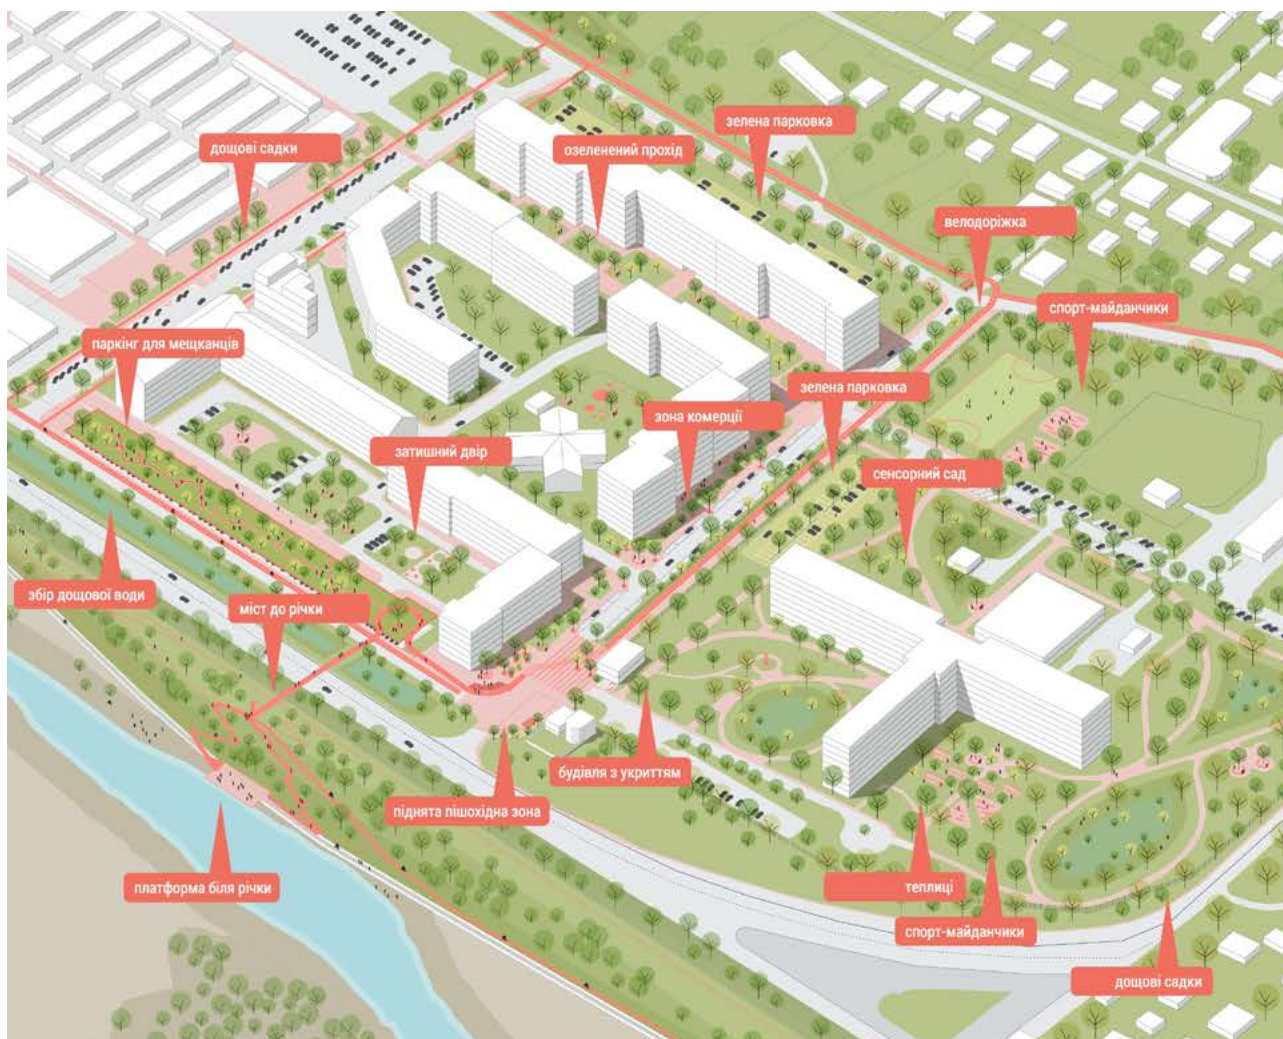 зелена парковка
дощові садки
озеленений прохід
велодоріжка
спорт-майданчики
паркінг для мещканців
зелена парковка
зона комерції
затишний двір
сенсорний сад
збір дощової води
міст до річки
будівля з укриттям
піднята пішохідна зона
платформа біля річки
теплиці
спорт-майданчики
дощові садки